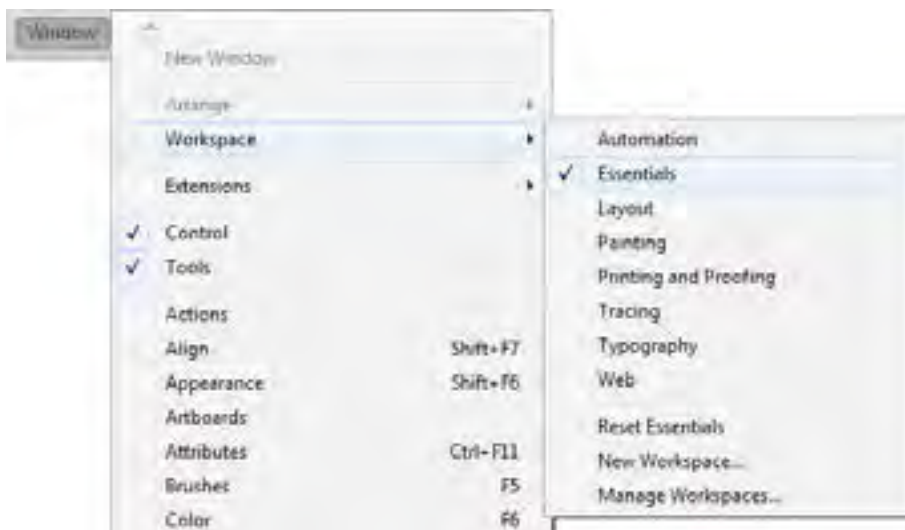 Window
New Window
Arrange
Workspace
Extensions
Control
Tools
Actions
Align Shift+F7
Appearance Shift+F6
Artboards
Attributes Ctrl+F11
Brushes F5
Color F6
Automation
Essentials
Layout
Painting
Printing and Proofing
Tracing
Typography
Web
Reset Essentials
New Workspace...
Manage Workspaces...